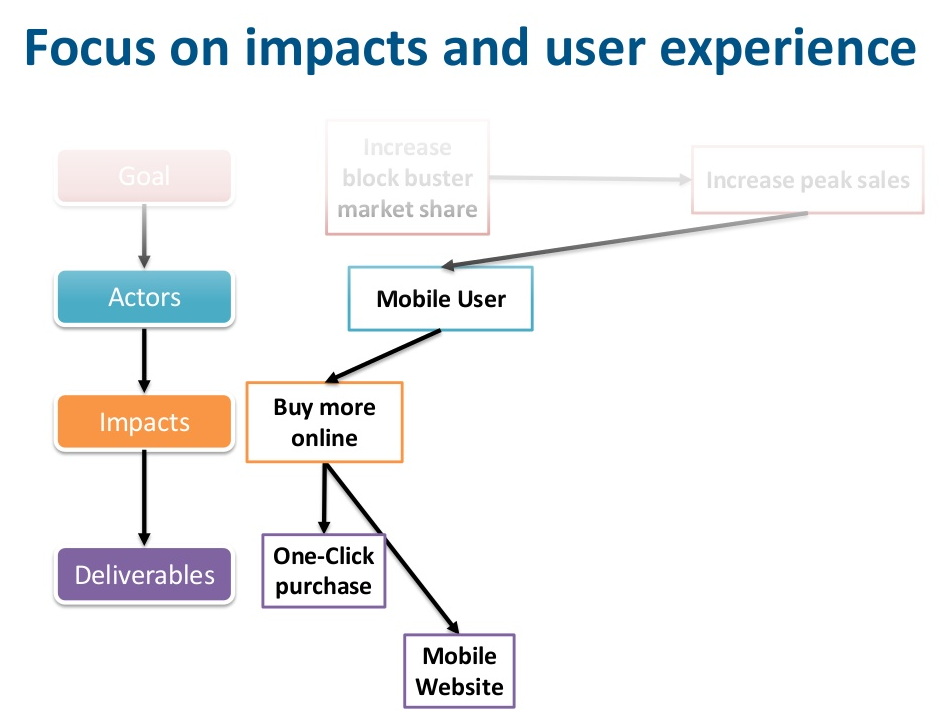 Focus on impacts and user experience
Goal
Increase
block buster
market share
Increase peak sales
Actors
Mobile User
Impacts
Buy more
online
Deliverables
One-Click
purchase
Mobile
Website